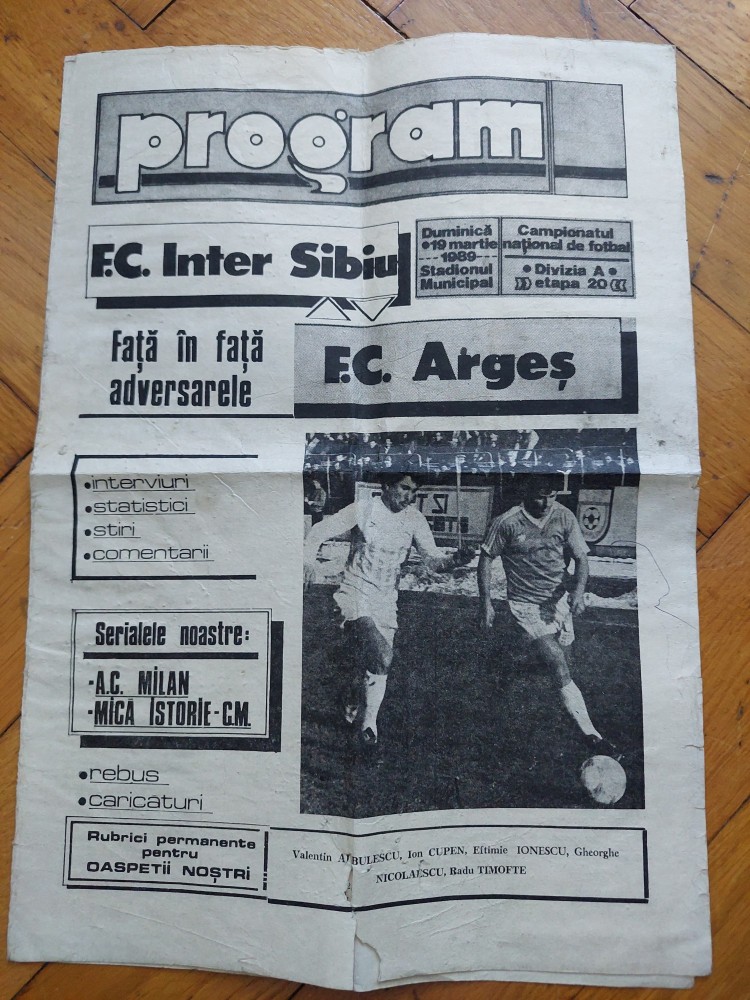 program
F.C. Inter Sibiu
Duminică
•19 martie
1989
Stadionul
Municipal
Campionatul
național de fotbal
• Divizia A •
etapa 20
Față în față
adversarele
F.C. Argeș
•interviuri
•statistici
•stiri
•comentarii
Serialele noastre:
-A.C. MILAN
-MICĂ ISTORIE-C.M.
•rebus
•caricaturi
Rubrici permanente
pentru
OASPEȚII NOȘTRI
Valentin BULESCU, Ion CUPEN, Eftimie IONESCU, Gheorghe
NICOLAESCU, Radu TIMOFTE